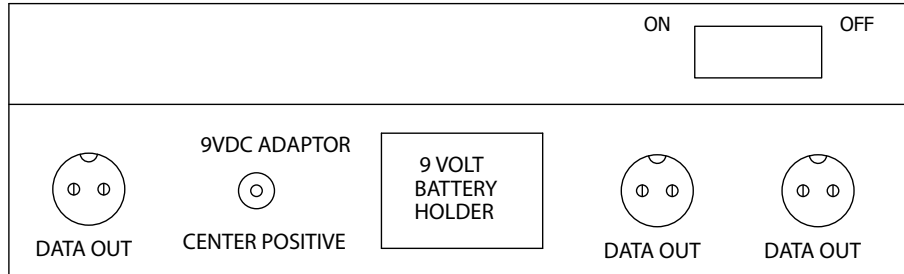 ON
OFF
9VDC ADAPTOR
CENTER POSITIVE
9 VOLT
BATTERY
HOLDER
DATA OUT
DATA OUT
DATA OUT